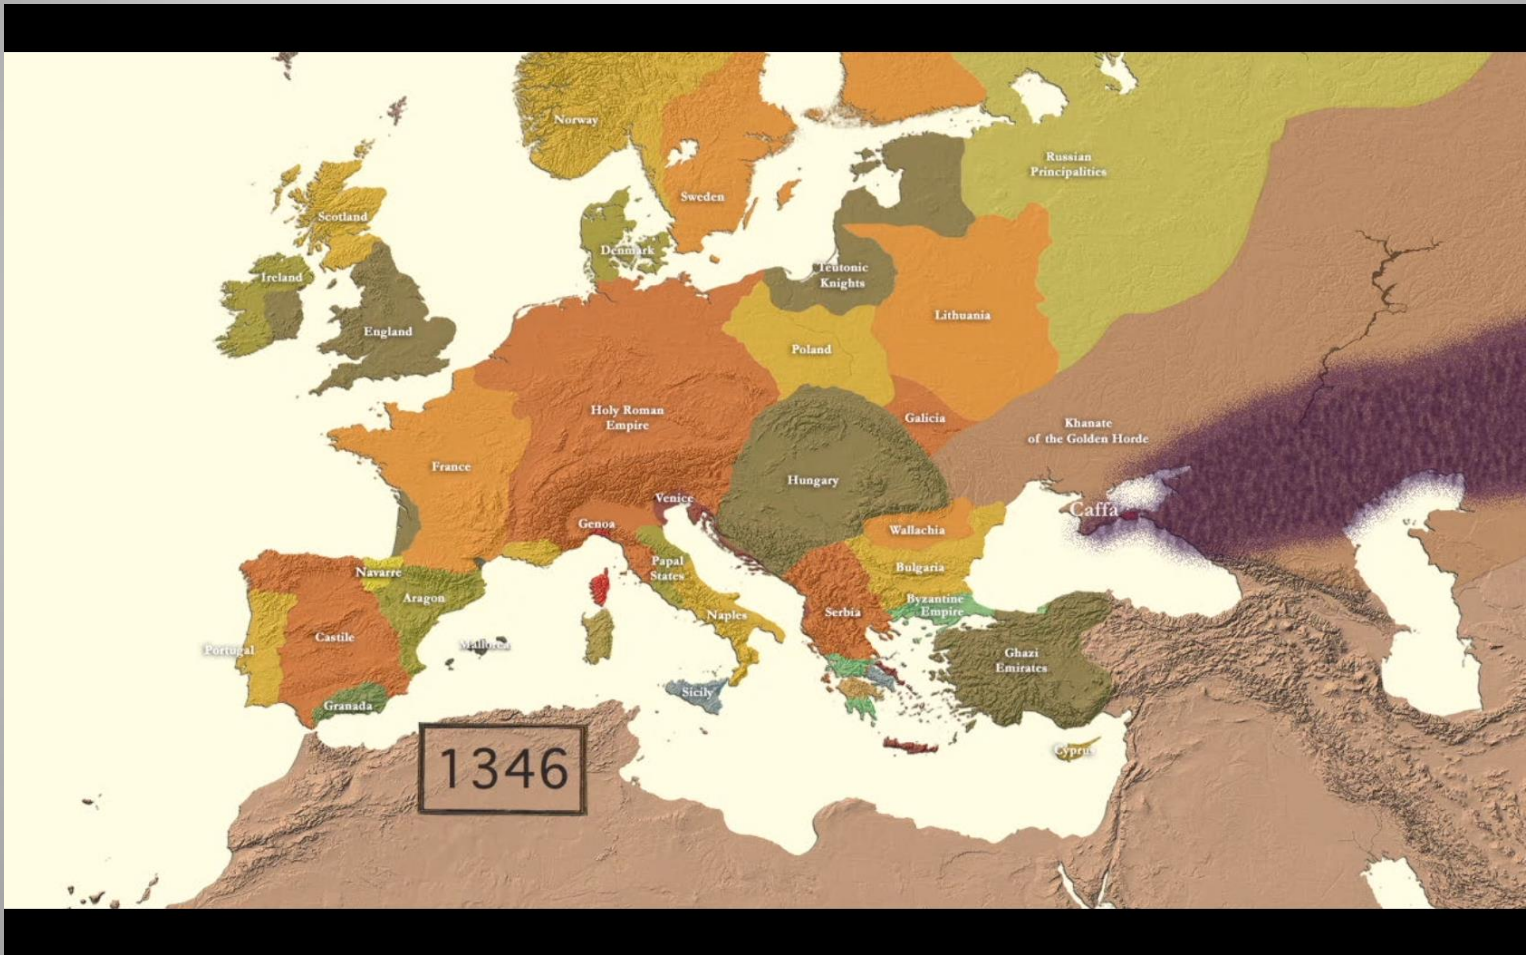 Norway
Russian
Principalities
Sweden
Scotland
Denmark
Ireland
Teutonic
Knights
England
Lithuania
Poland
Holy Roman
Empire
Galicia
Khanate
of the Golden Horde
France
Hungary
Venice
Caffa
Genoa
Wallachia
Papal
States
Navarre
Bulgaria
Aragon
Byzantine
Empire
Naples
Serbia
Castile
Portugal
Mallorca
Ghazi
Emirates
Sicily
Granada
Cyprus
1346